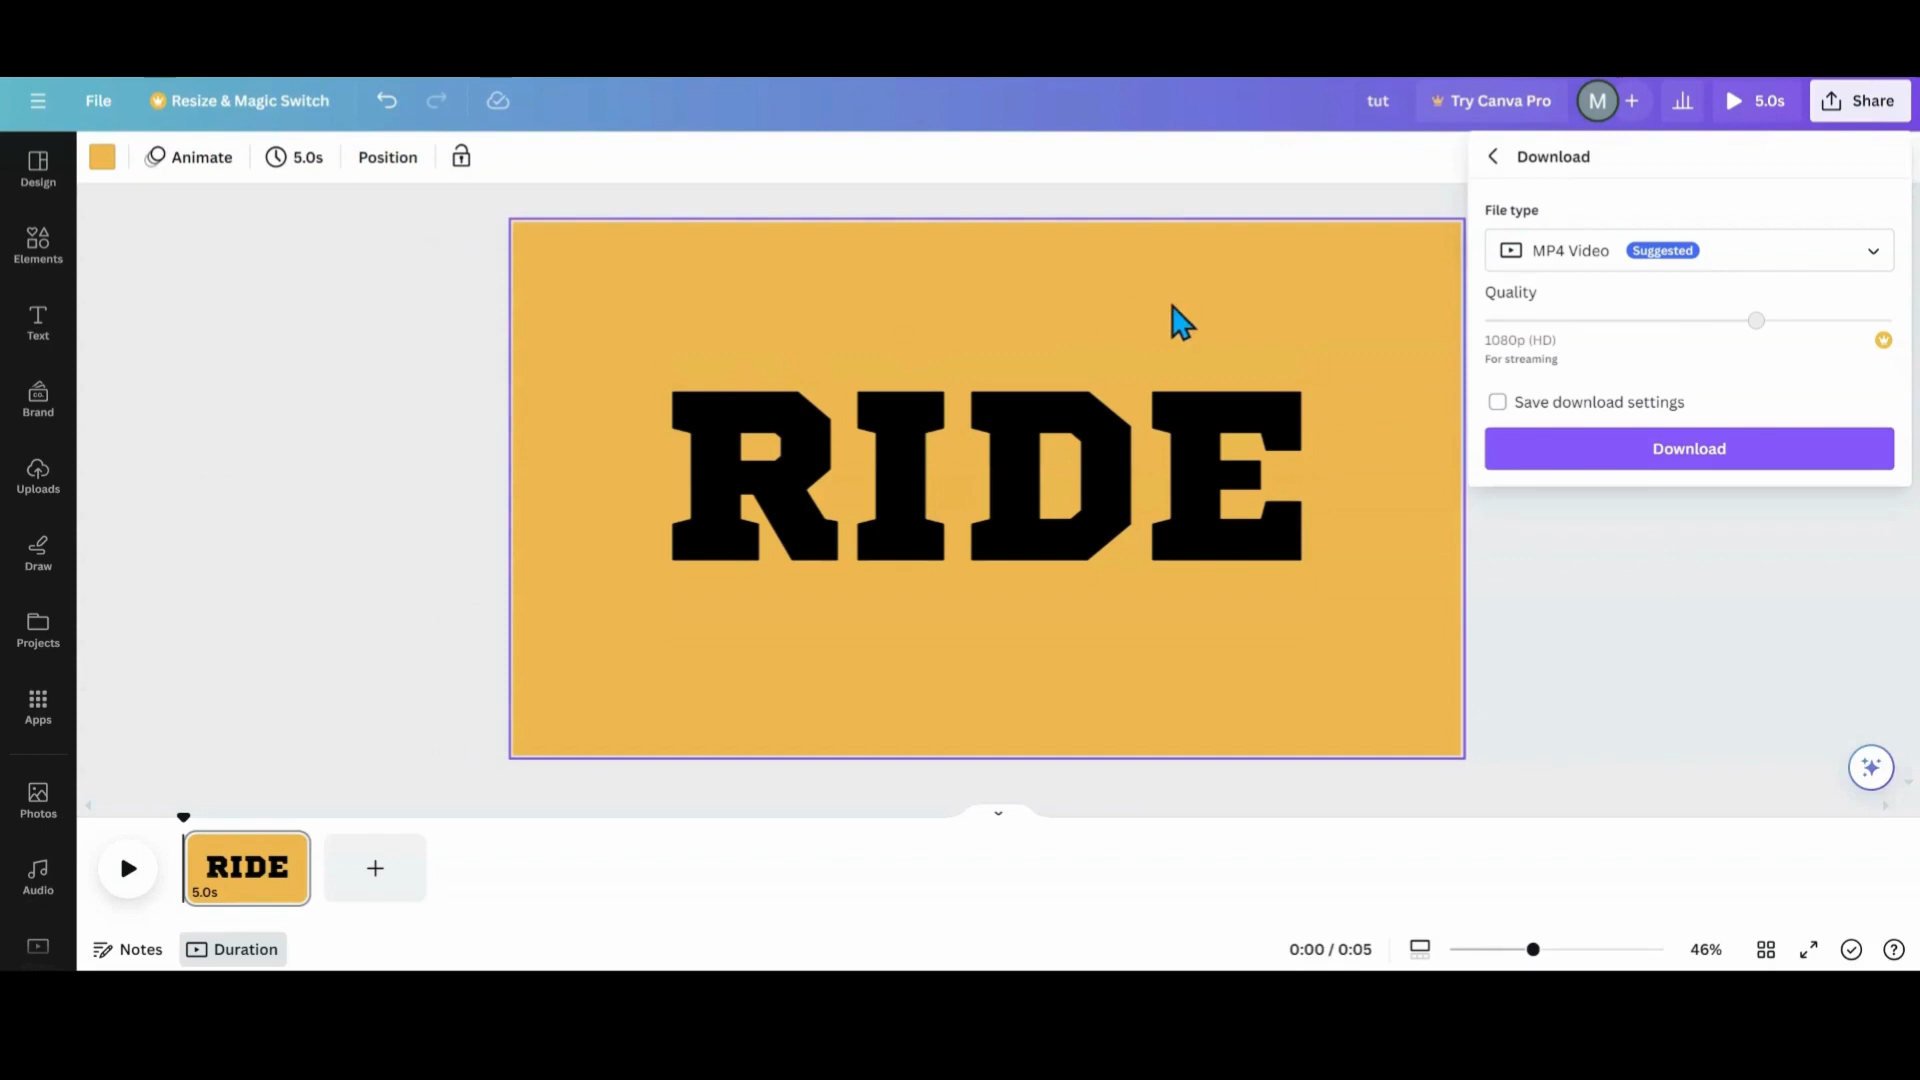 File
Resize & Magic Switch
tut
Try Canva Pro
M
5.0s
Share
Animate
5.0s
Position
Download
File type
MP4 Video
Suggested
Quality
1080p (HD)
For streaming
Save download settings
Download
Design
Elements
Text
CO.
Brand
Uploads
Draw
Projects
Apps
Photos
Audio
RIDE
RIDE
5.0s
Notes
Duration
0:00 / 0:05
46%